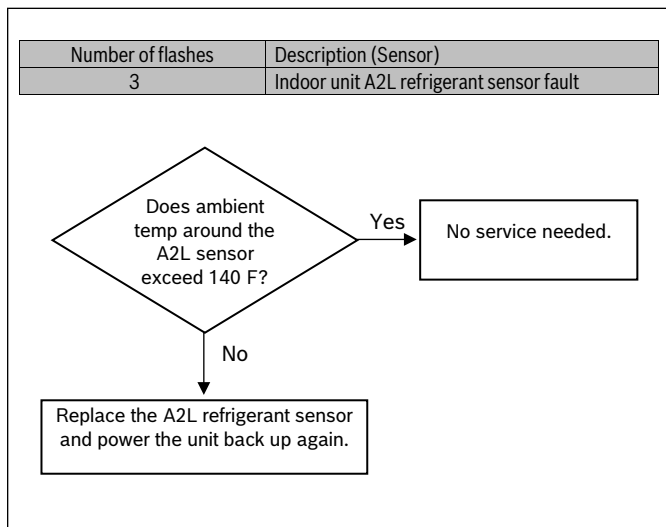 Number of flashes Description (Sensor)
3 Indoor unit A2L refrigerant sensor fault
Does ambient
temp around the
A2L sensor
exceed 140 F?
Yes
No service needed.
No
Replace the A2L refrigerant sensor
and power the unit back up again.